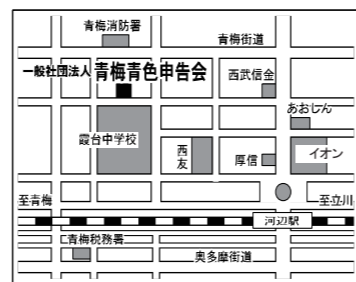 青梅消防署
青梅街道
一般社団法人 青梅青色申告会
西武信金
あおしん
霞台中学校
西友
厚信
イオン
至青梅
至立川
河辺駅
青梅税務署
奥多摩街道